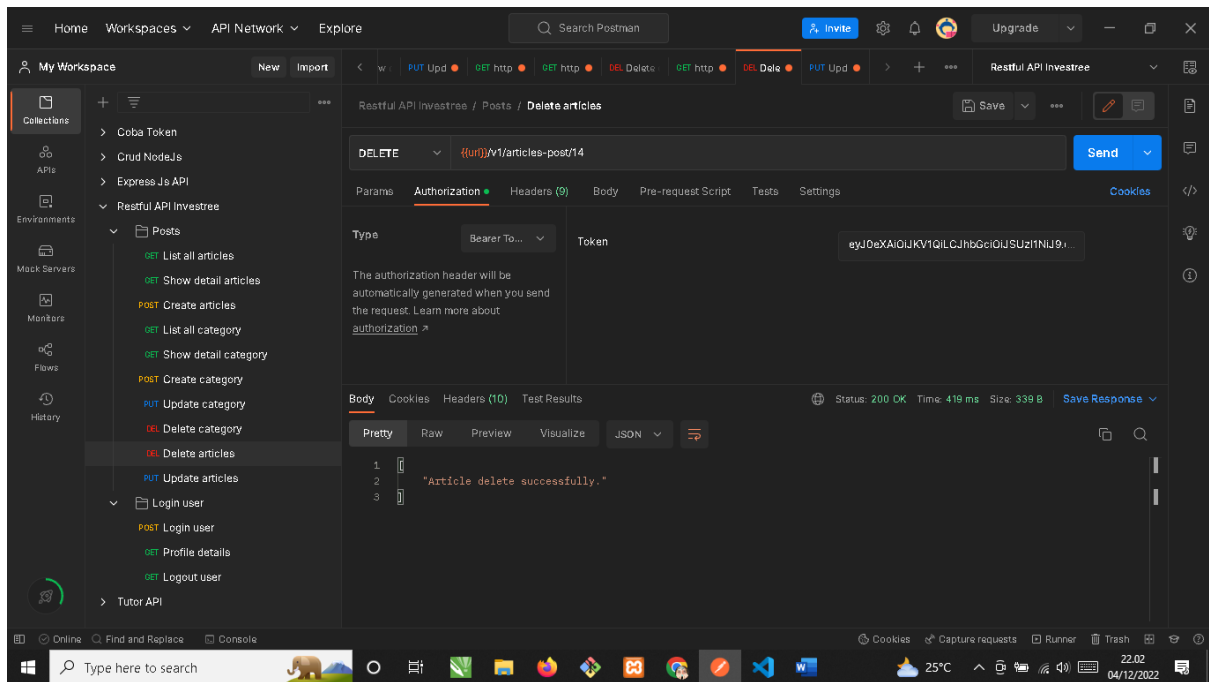 Home Workspaces API Network Explore Search Postman Invite Upgrade
My Workspace New Import PUT Upd GET http GET http DEL Delete GET http DEL Dele PUT Upd Restful API Investree
Collections
APIs
Environments
Mock Servers
Monitors
Flows
History
Coba Token
Crud NodeJs
Express Js API
Restful API Investree
Posts
GET List all articles
GET Show detail articles
POST Create articles
GET List all category
GET Show detail category
POST Create category
PUT Update category
DEL Delete category
DEL Delete articles
PUT Update articles
Login user
POST Login user
GET Profile details
GET Logout user
Tutor API
Restful API Investree / Posts / Delete articles Save
DELETE {{url}}/v1/articles-post/14 Send
Params Authorization Headers (9) Body Pre-request Script Tests Settings Cookies
Type Bearer To...
The authorization header will be
automatically generated when you send
the request. Learn more about
authorization
Token
Body Cookies Headers (10) Test Results Status: 200 OK Time: 419 ms Size: 339 B Save Response
Pretty Raw Preview Visualize JSON
1 [
2 "Article delete successfully."
3 ]
Online Find and Replace Console Cookies Capture requests Runner Trash
Type here to search 25°C 22.02
04/12/2022